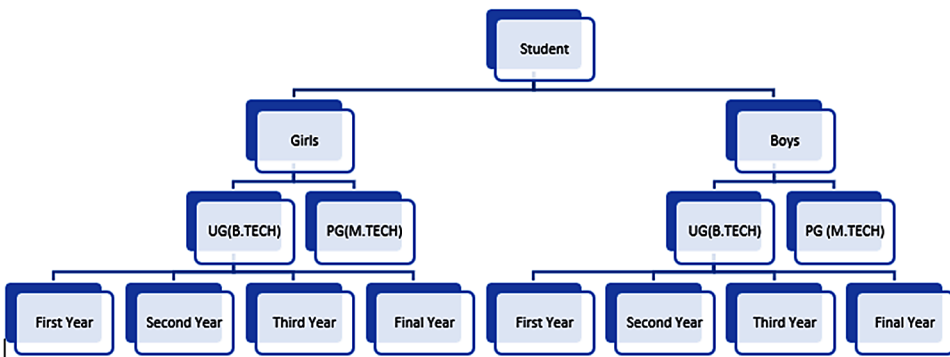 Student
Girls
Boys
UG(B.TECH)
PG(M.TECH)
UG(B.TECH)
PG (M.TECH)
First Year
Second Year
Third Year
Final Year
First Year
Second Year
Third Year
Final Year